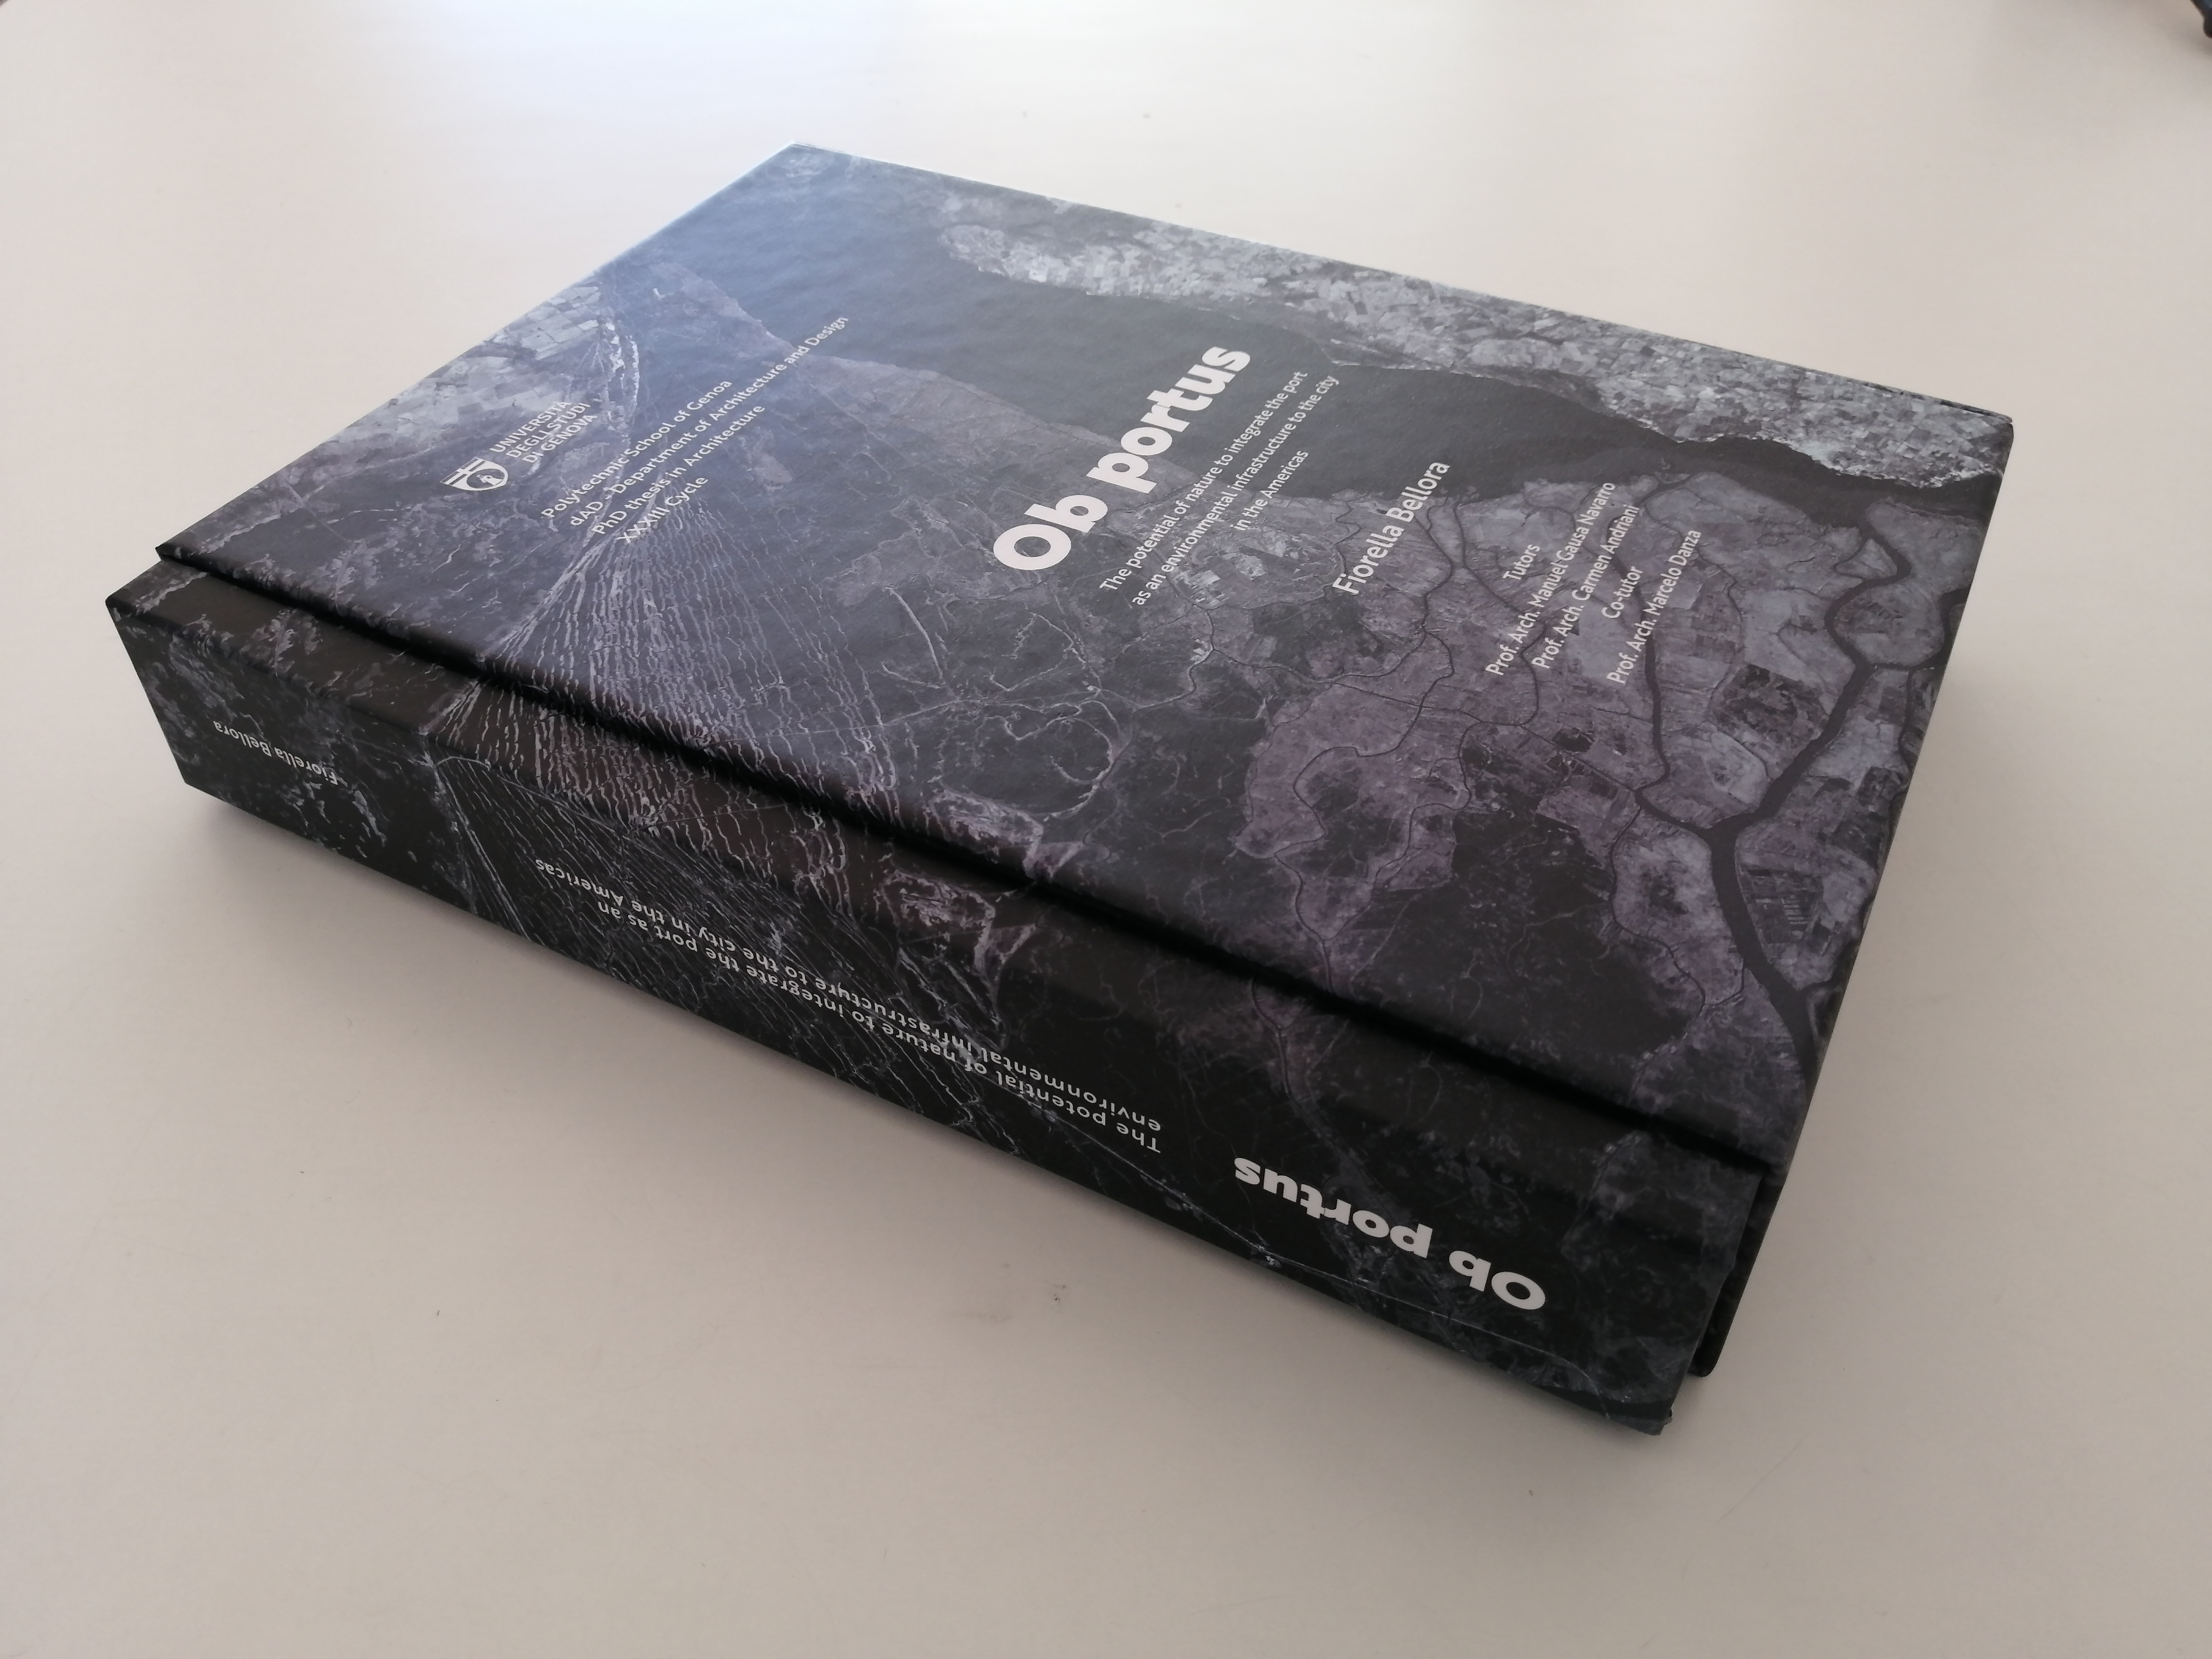 UNIVERSITÀ
DEGLI STUDI
DI GENOVA
Polytechnic School of Genoa
dAD - Department of Architecture and Design
PhD thesis in Architecture
XXXIII Cycle
Ob portus
The potential of nature to integrate the port
as an environmental infrastructure to the city
in the Americas
Fiorella Bellora
Tutors
Prof. Arch. Manuel Gausa Navarro
Prof. Arch. Carmen Andriani
Co-tutor
Prof. Arch. Marcelo Danza
Ob portus
The potential of nature to integrate the port as an
environmental infrastructure to the city in the Americas
Fiorella Bellora